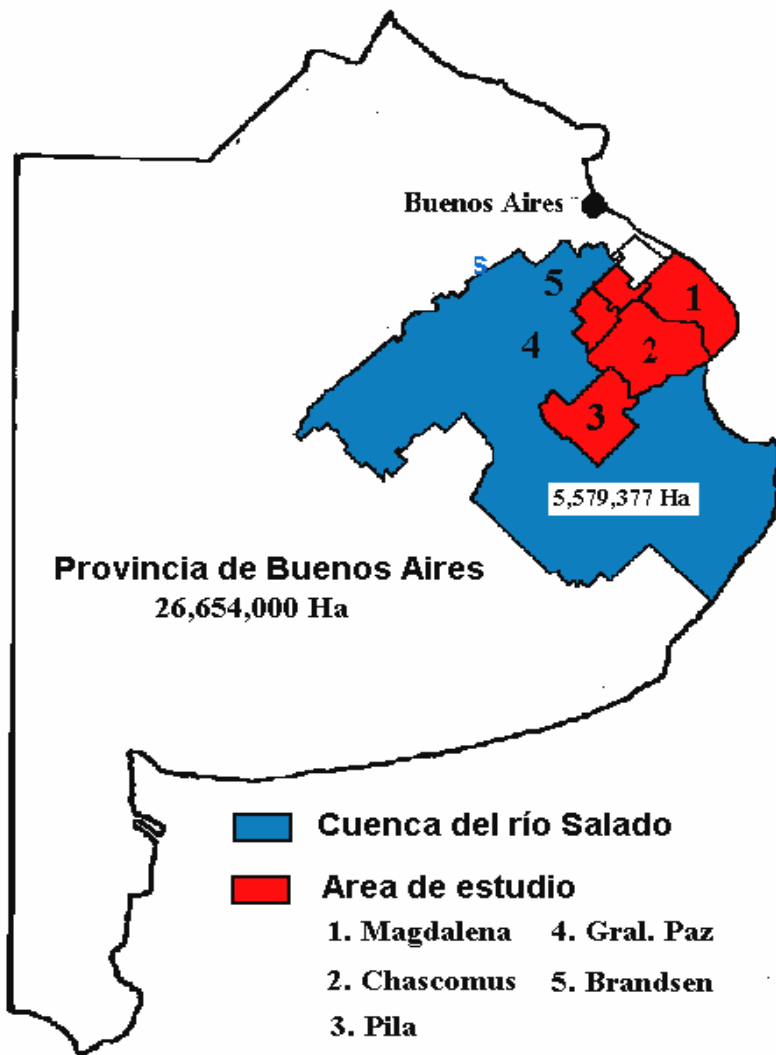 Buenos Aires
S
5
1
4
2
3
5,579,377 Ha
Provincia de Buenos Aires
26,654,000 Ha
Cuenca del río Salado
Area de estudio
1. Magdalena 4. Gral. Paz
2. Chascomus 5. Brandsen
3. Pila